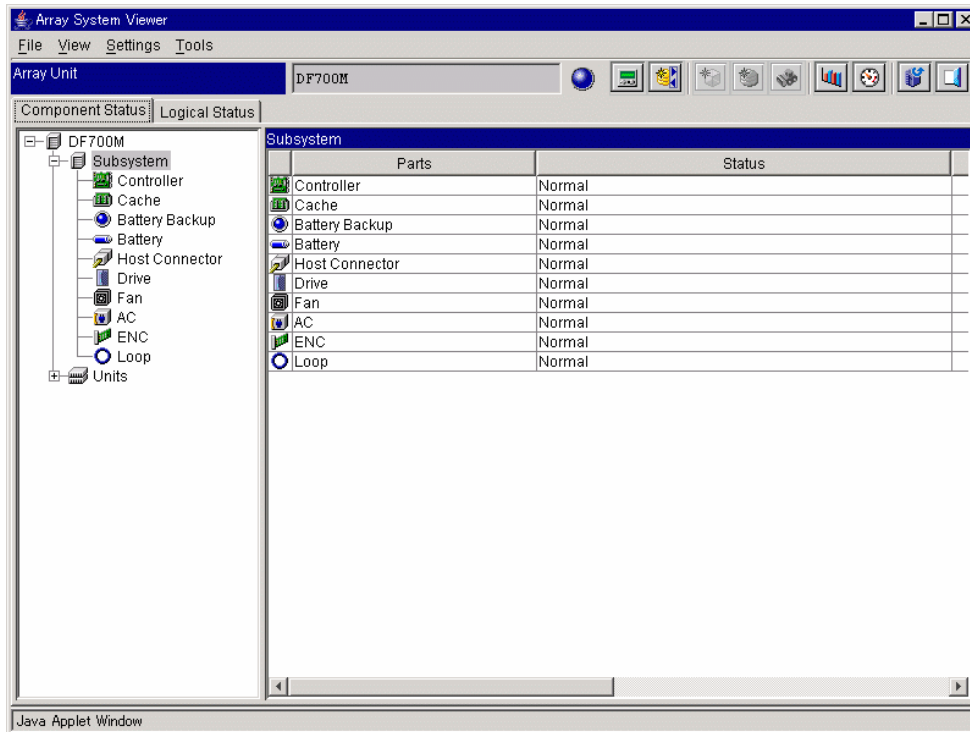 Array System Viewer
File View Settings Tools
Array Unit
DF700M
Component Status Logical Status
DF700M
Subsystem
Controller
Cache
Battery Backup
Battery
Host Connector
Drive
Fan
AC
ENC
Loop
Units
Subsystem
Parts Status
Controller Normal
Cache Normal
Battery Backup Normal
Battery Normal
Host Connector Normal
Drive Normal
Fan Normal
AC Normal
ENC Normal
Loop Normal
Java Applet Window